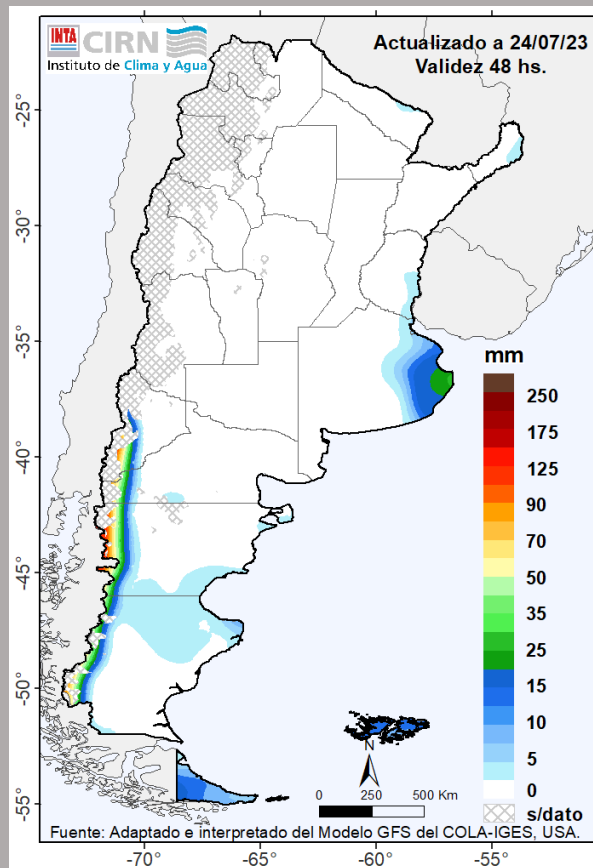 INTA CIRN
Instituto de Clima y Agua
Actualizado a 24/07/23
Validez 48 hs.
-25°
-30°
-35°
-40°
-45°
-50°
-55°
mm
250
175
125
90
70
50
35
25
15
10
5
0
s/dato
N
0 250 500 Km
Fuente: Adaptado e interpretado del Modelo GFS del COLA-IGES, USA.
-70° -65° -60° -55°